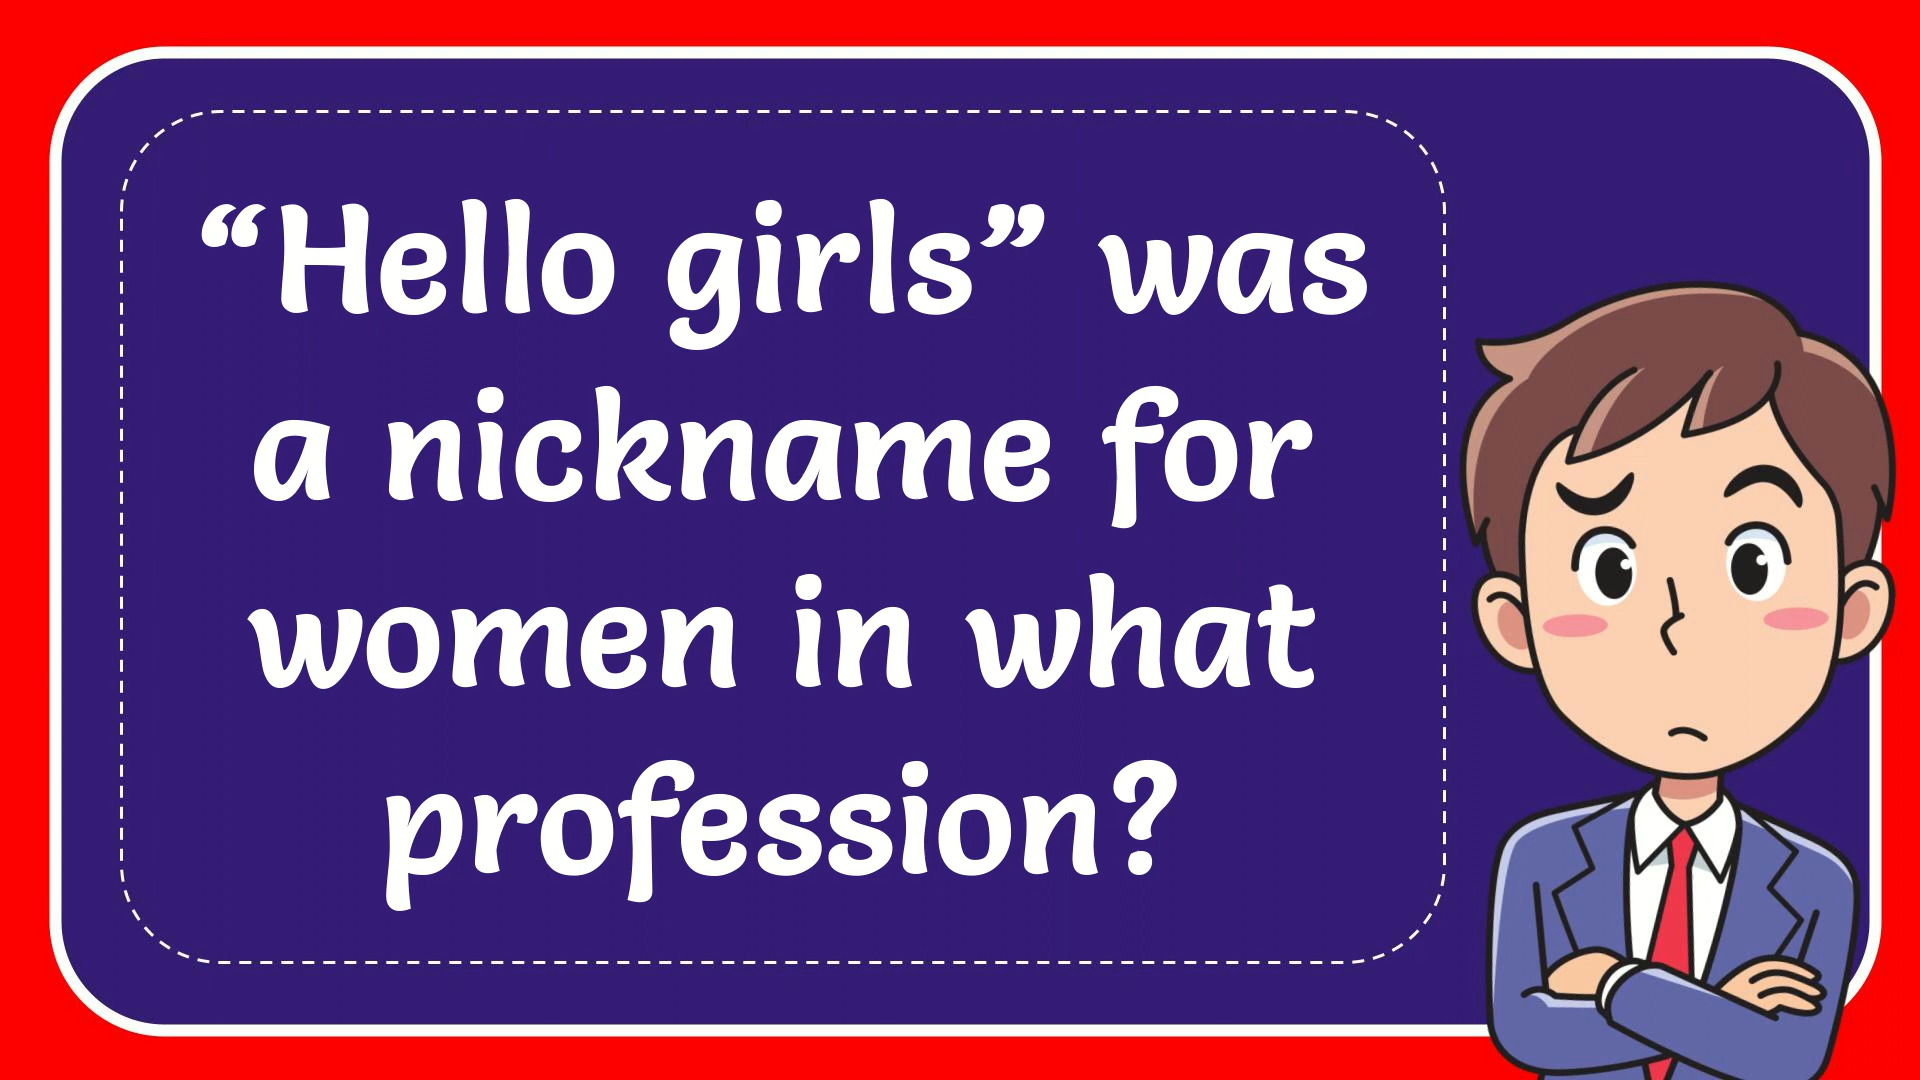 “Hello girls” was
a nickname for
women in what
profession?